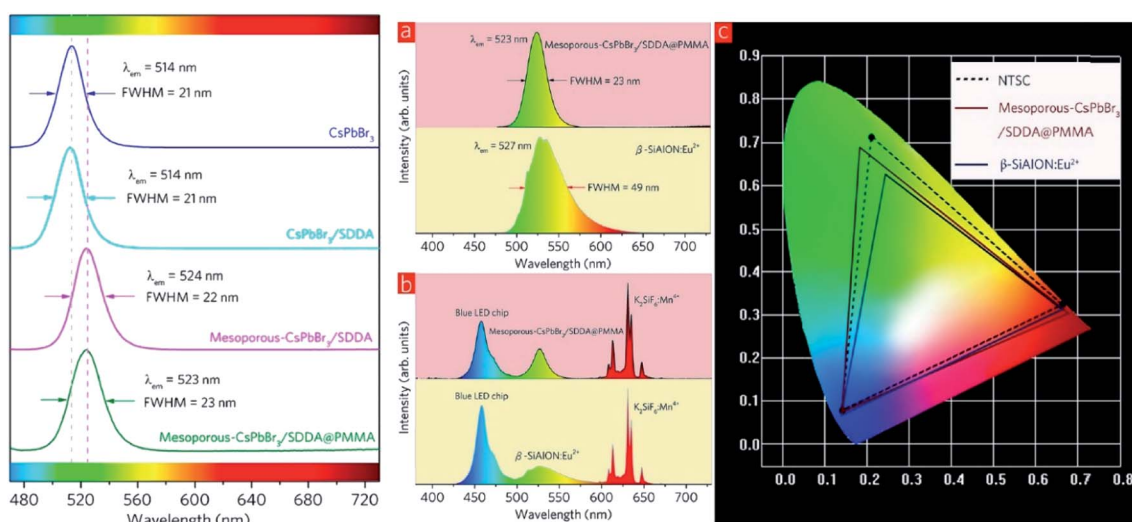 λem = 514 nm
FWHM = 21 nm
CsPbBr3
λem = 514 nm
FWHM = 21 nm
CsPbBr3/SDDA
λem = 524 nm
FWHM = 22 nm
Mesoporous-CsPbBr3/SDDA
λem = 523 nm
FWHM = 23 nm
Mesoporous-CsPbBr3/SDDA@PMMA
480 520 560 600 640 680 720
Wavelength (nm)
a
λem = 523 nm
Mesoporous-CsPbBr3/SDDA@PMMA
FWHM = 23 nm
β-SiAlON:Eu2+
λem = 527 nm
FWHM = 49 nm
Intensity (arb. units)
400 450 500 550 600 650 700
Wavelength (nm)
b
K2SiF6:Mn4+
Blue LED chip
Mesoporous-CsPbBr3/SDDA@PMMA
Blue LED chip
K2SiF6:Mn4+
β-SiAlON:Eu2+
Intensity (arb. units)
400 450 500 550 600 650 700
Wavelength (nm)
c
NTSC
Mesoporous-CsPbBr3
/SDDA@PMMA
β-SiAlON:Eu2+
0.9
0.8
0.7
0.6
0.5
0.4
0.3
0.2
0.1
0.0
0.0 0.1 0.2 0.3 0.4 0.5 0.6 0.7 0.8